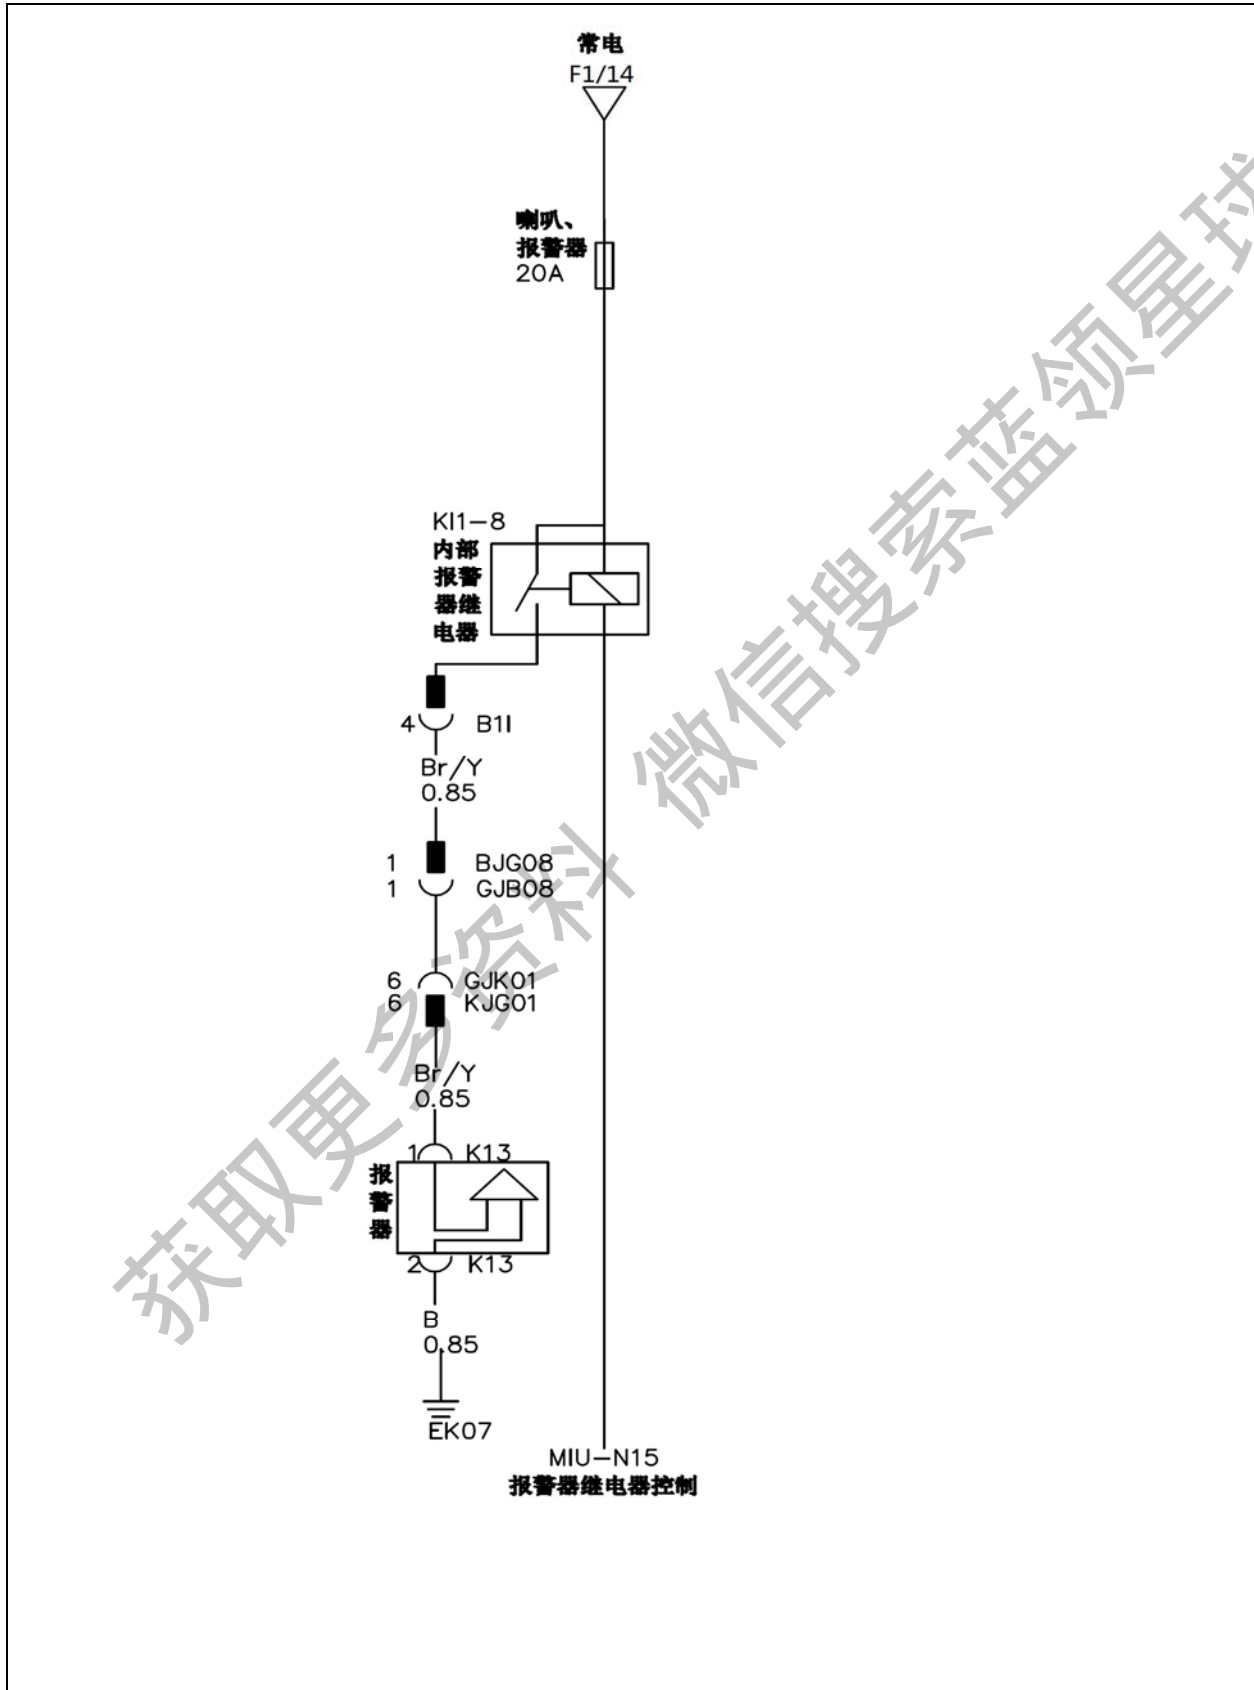 常电
F1/14
喇叭、
报警器
20A
KI1-8
内部
报警
器继
电器
4 B1I
Br/Y
0.85
1 BJG08
1 GJB08
6 GJK01
6 KJG01
Br/Y
0.85
1 K13
报
警
器
2 K13
B
0.85
EK07
MIU-N15
报警器继电器控制
获取更多资料 微信搜索蓝领星球